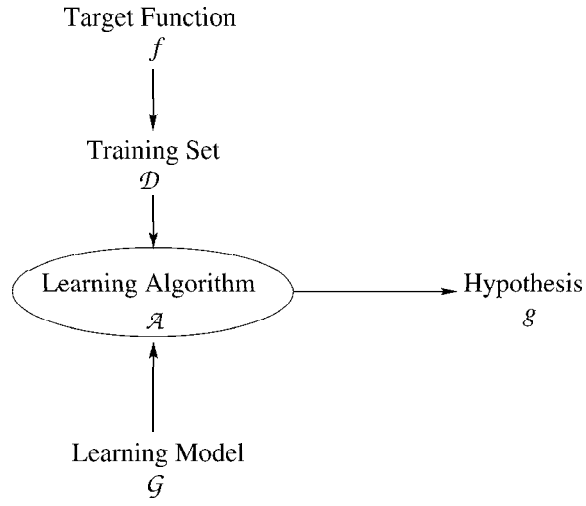 Target Function
f
Training Set
𝒟
Learning Algorithm
𝒜
Hypothesis
g
Learning Model
𝒢